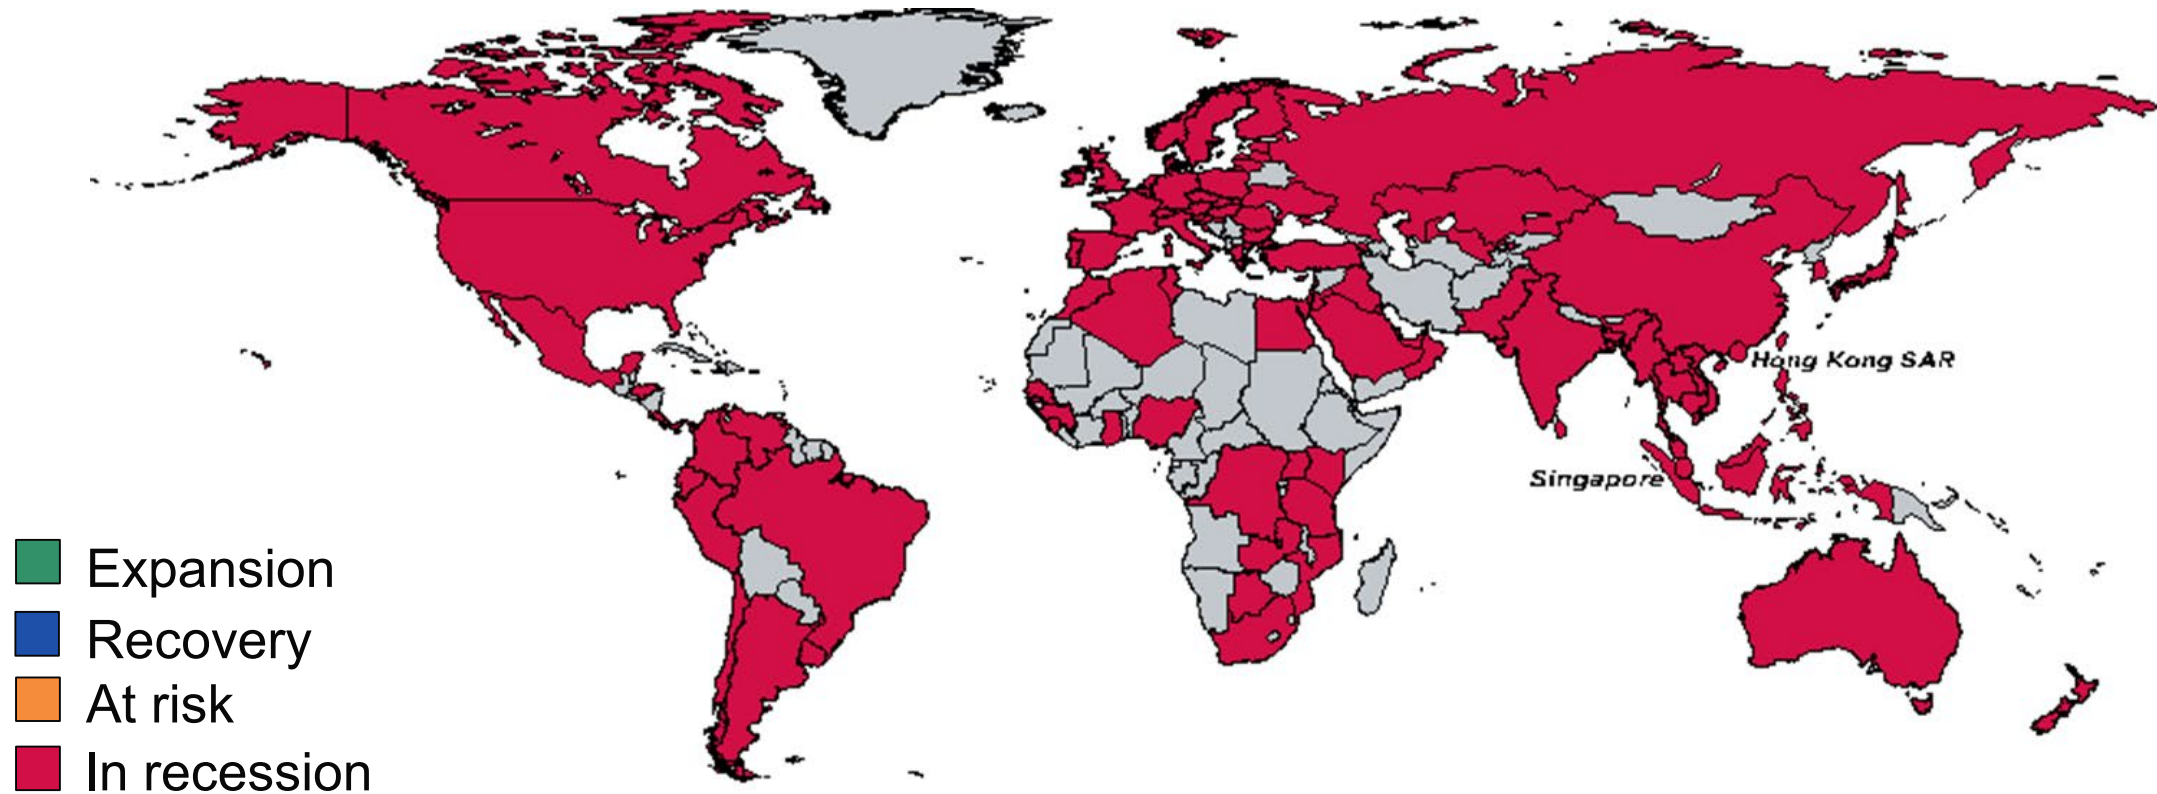 Hong Kong SAR
Singapore
Expansion
Recovery
At risk
In recession